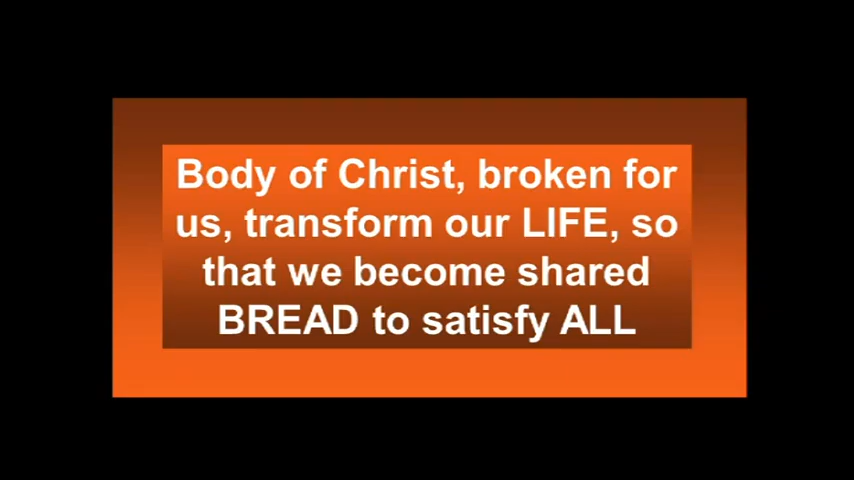 Body of Christ, broken for
us, transform our LIFE, so
that we become shared
BREAD to satisfy ALL